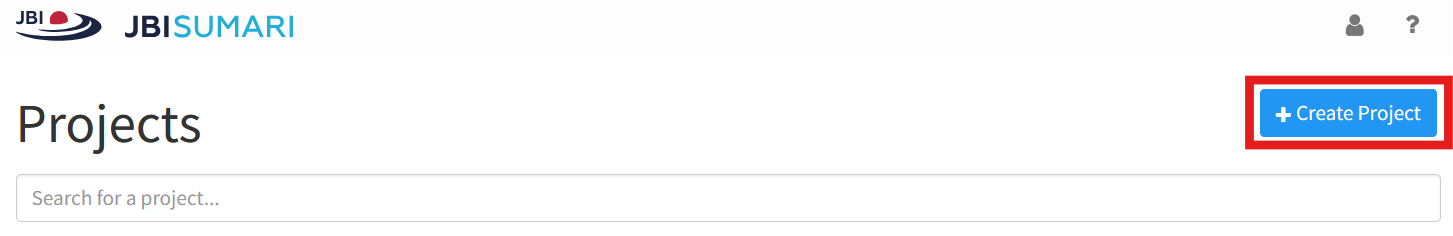 JBI JBISUMARI ?
Projects
+ Create Project
Search for a project...